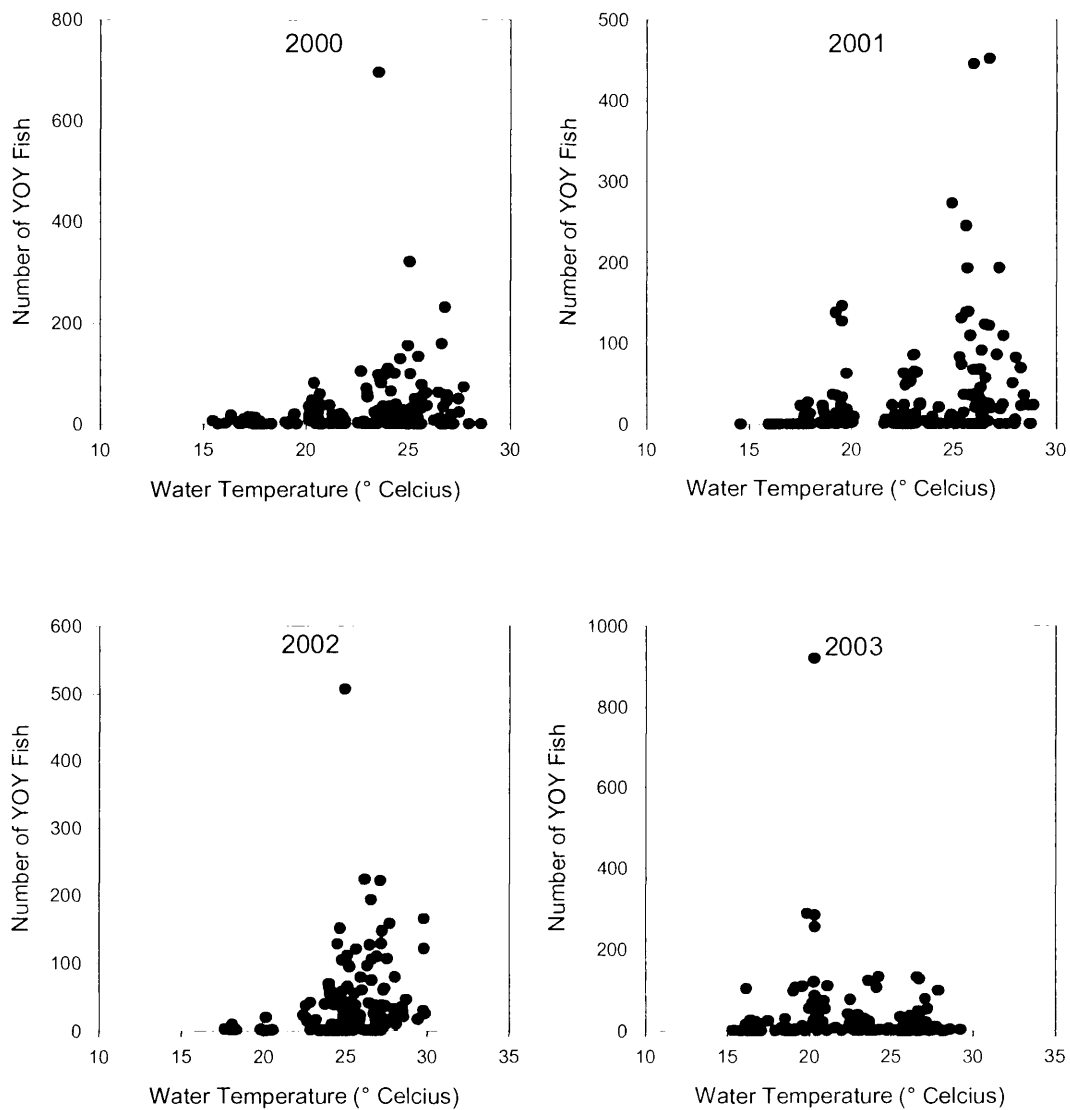 2000
800
600
400
200
0
Number of YOY Fish
10 15 20 25 30
Water Temperature (° Celcius)
2001
500
400
300
200
100
0
Number of YOY Fish
10 15 20 25 30
Water Temperature (° Celcius)
2002
600
500
400
300
200
100
0
Number of YOY Fish
10 15 20 25 30 35
Water Temperature (° Celcius)
2003
1000
800
600
400
200
0
Number of YOY Fish
10 15 20 25 30 35
Water Temperature (° Celcius)